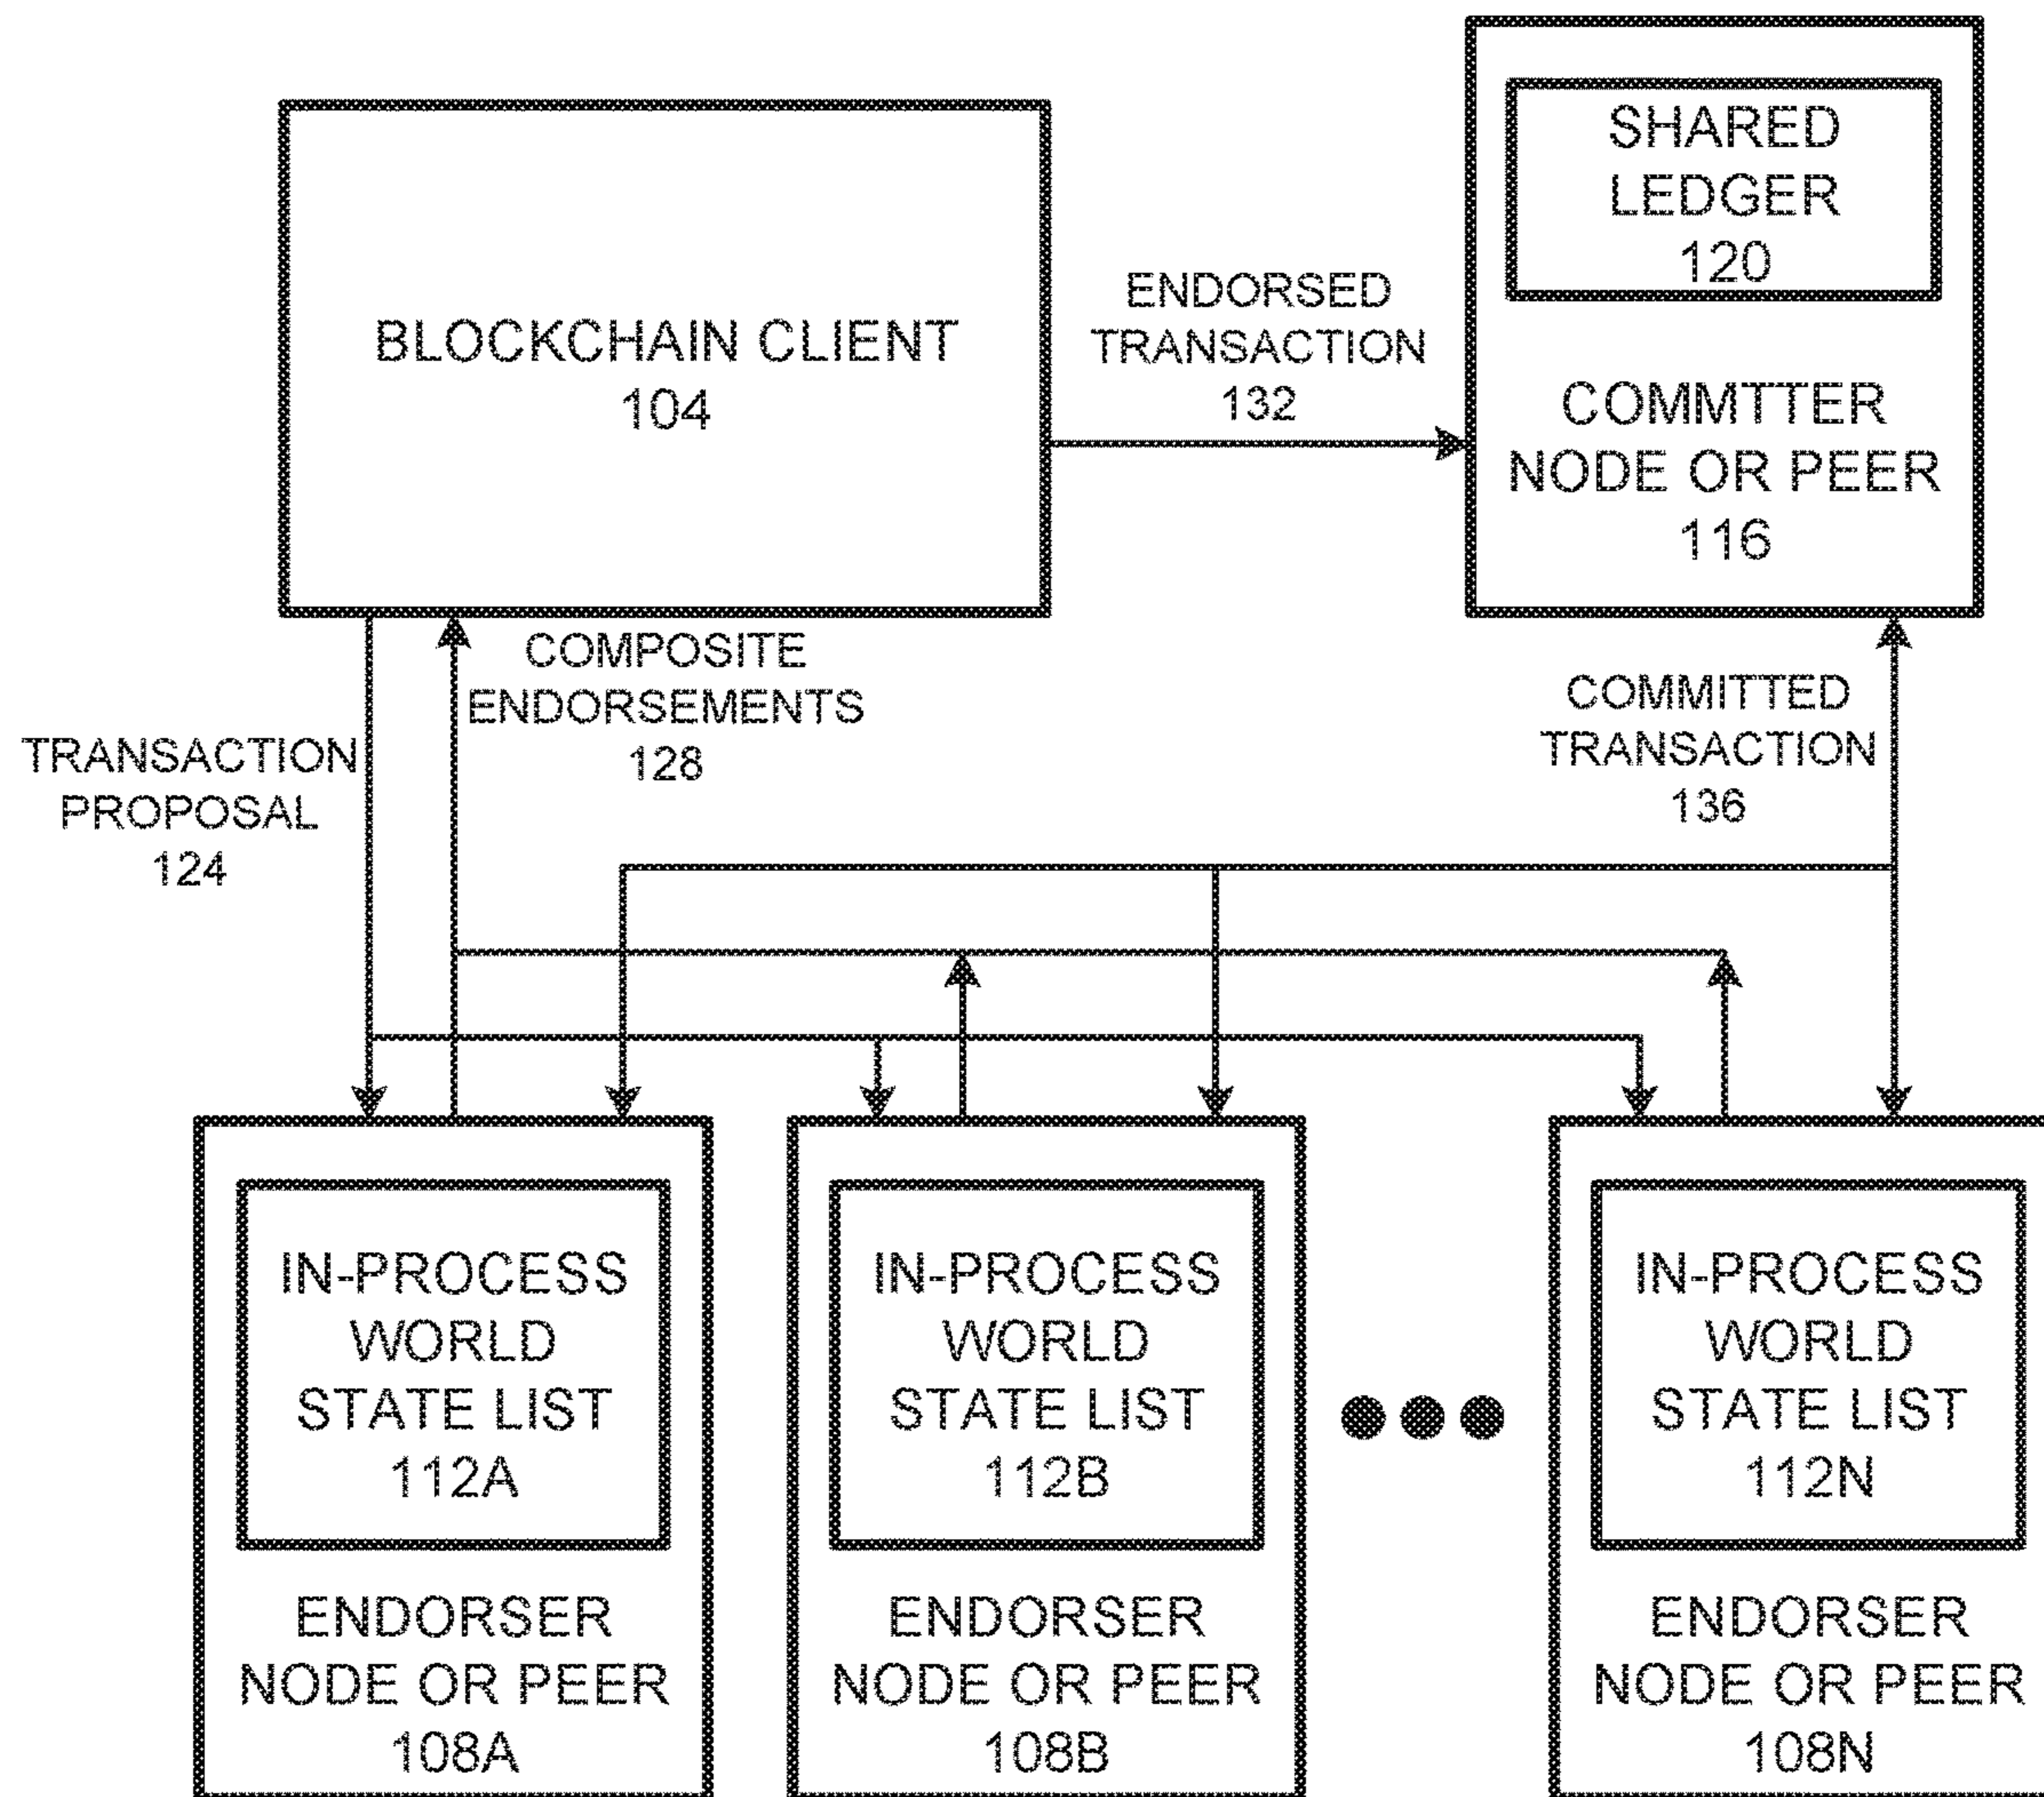 BLOCKCHAIN CLIENT
104
ENDORSED
TRANSACTION
132
SHARED
LEDGER
120
COMMTTER
NODE OR PEER
116
TRANSACTION
PROPOSAL
124
COMPOSITE
ENDORSEMENTS
128
COMMITTED
TRANSACTION
136
IN-PROCESS
WORLD
STATE LIST
112A
ENDORSER
NODE OR PEER
108A
IN-PROCESS
WORLD
STATE LIST
112B
ENDORSER
NODE OR PEER
108B
IN-PROCESS
WORLD
STATE LIST
112N
ENDORSER
NODE OR PEER
108N